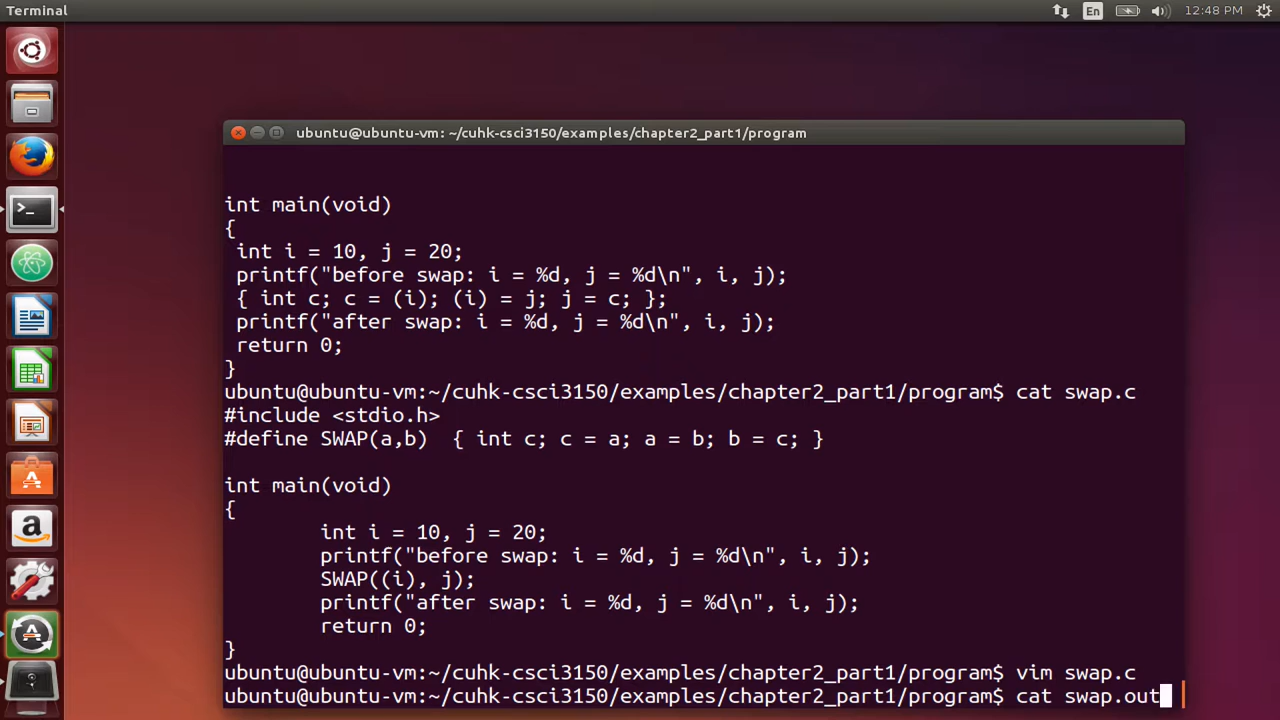 Terminal
En
12:48 PM
ubuntu@ubuntu-vm: ~/cuhk-csci3150/examples/chapter2_part1/program
int main(void)
{
 int i = 10, j = 20;
 printf("before swap: i = %d, j = %d\n", i, j);
 { int c; c = (i); (i) = j; j = c; };
 printf("after swap: i = %d, j = %d\n", i, j);
 return 0;
}
ubuntu@ubuntu-vm:~/cuhk-csci3150/examples/chapter2_part1/program$ cat swap.c
#include <stdio.h>
#define SWAP(a,b)  { int c; c = a; a = b; b = c; }
int main(void)
{
        int i = 10, j = 20;
        printf("before swap: i = %d, j = %d\n", i, j);
        SWAP((i), j);
        printf("after swap: i = %d, j = %d\n", i, j);
        return 0;
}
ubuntu@ubuntu-vm:~/cuhk-csci3150/examples/chapter2_part1/program$ vim swap.c
ubuntu@ubuntu-vm:~/cuhk-csci3150/examples/chapter2_part1/program$ cat swap.out